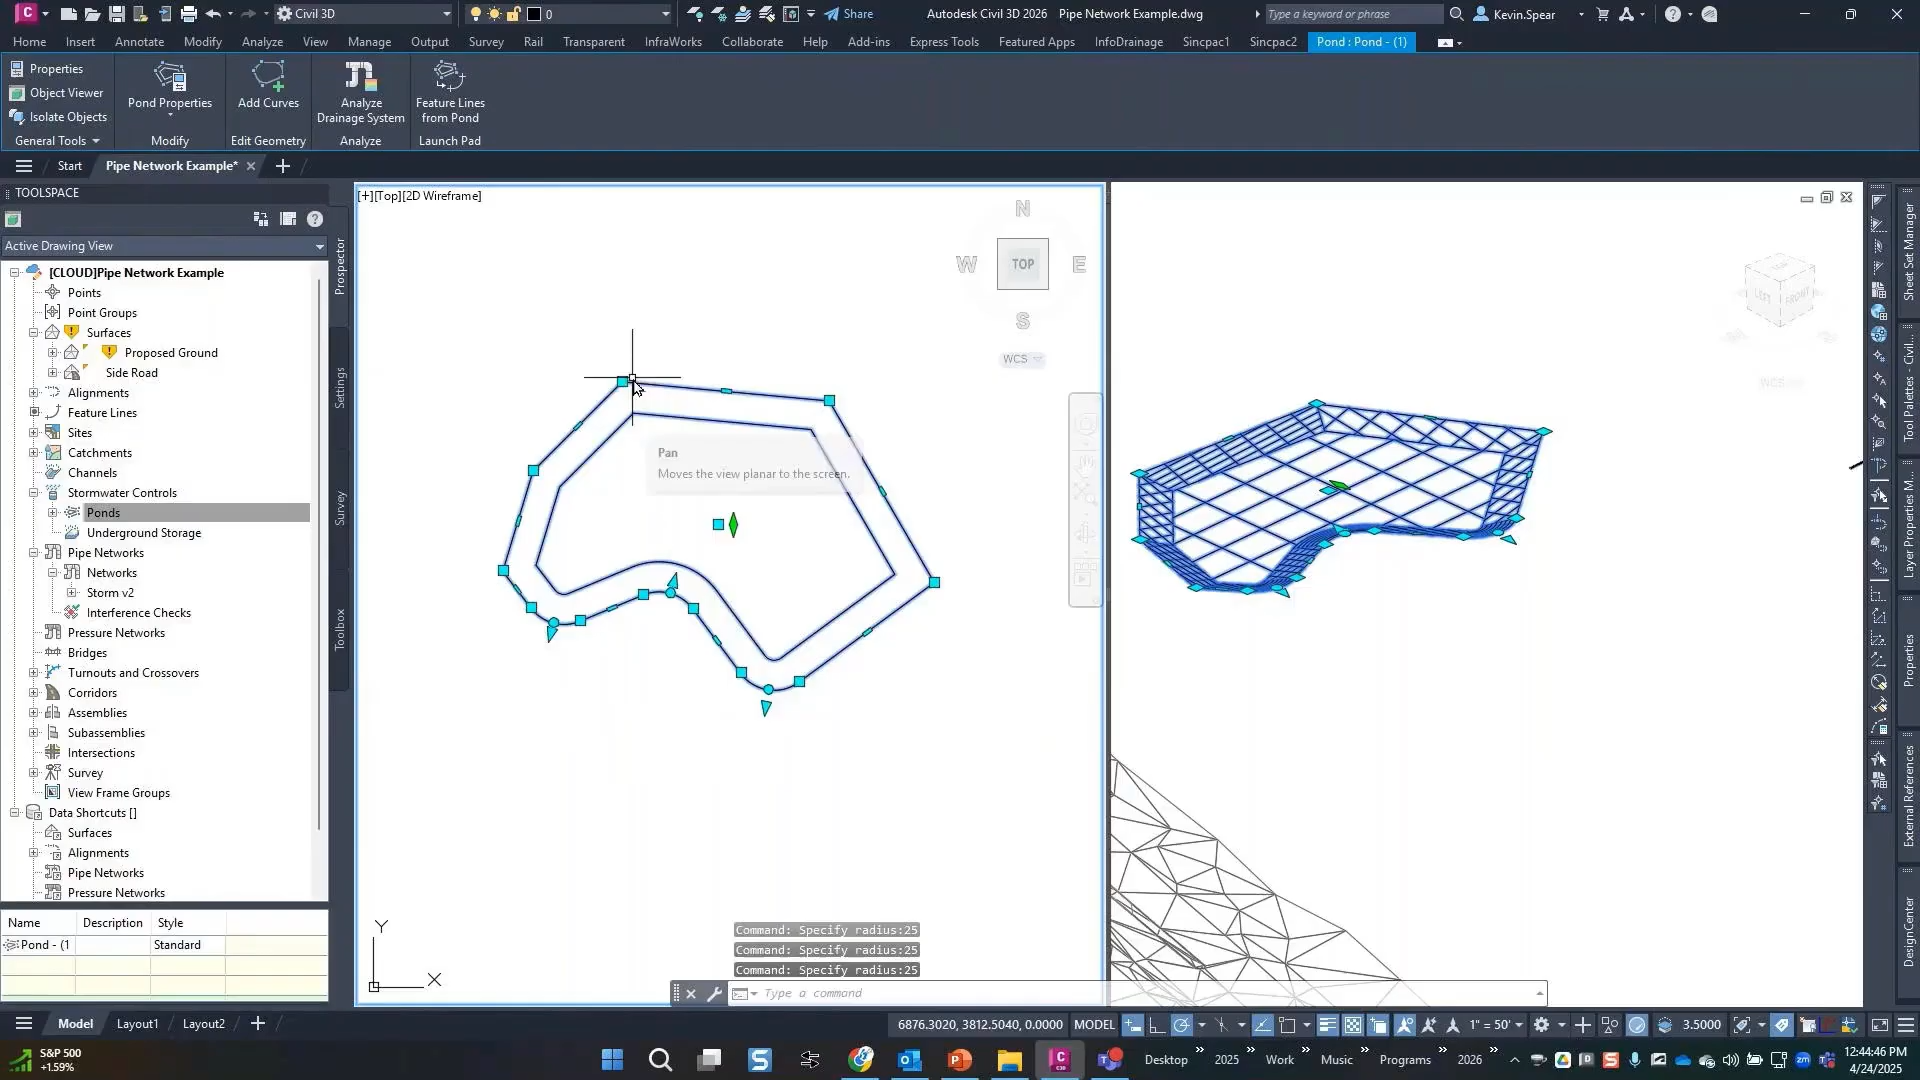 C Civil 3D 0 Share Autodesk Civil 3D 2026 Pipe Network Example.dwg Type a keyword or phrase Kevin.Spear
Home Insert Annotate Modify Analyze View Manage Output Survey Rail Transparent InfraWorks Collaborate Help Add-ins Express Tools Featured Apps InfoDrainage Sincpac1 Sincpac2 Pond : Pond - (1)
Properties
Object Viewer
Isolate Objects
General Tools
Pond Properties
Modify
Add Curves
Edit Geometry
Analyze
Drainage System
Analyze
Feature Lines
from Pond
Launch Pad
Start Pipe Network Example*
TOOLSPACE
Active Drawing View
[CLOUD]Pipe Network Example
Points
Point Groups
Surfaces
Proposed Ground
Side Road
Alignments
Feature Lines
Sites
Catchments
Channels
Stormwater Controls
Ponds
Underground Storage
Pipe Networks
Networks
Storm v2
Interference Checks
Pressure Networks
Bridges
Turnouts and Crossovers
Corridors
Assemblies
Subassemblies
Intersections
Survey
View Frame Groups
Data Shortcuts []
Surfaces
Alignments
Pipe Networks
Pressure Networks
Name Description Style
Pond - (1 Standard
Prospector
Settings
Survey
Toolbox
[+][Top][2D Wireframe]
N
W TOP E
S
WCS
Pan
Moves the view planar to the screen.
Y
X
TOP
LEFT FRONT
WCS
Command: Specify radius:25
Command: Specify radius:25
Command: Specify radius:25
Type a command
Sheet Set Manager
Tool Palettes - Civil...
Layer Properties M...
Properties
External References
DesignCenter
Model Layout1 Layout2 6876.3020, 3812.5040, 0.0000 MODEL 1" = 50' 3.5000
S&P 500
+1.59%
Desktop 2025 Work Music Programs 2026
12:44:46 PM
4/24/2025